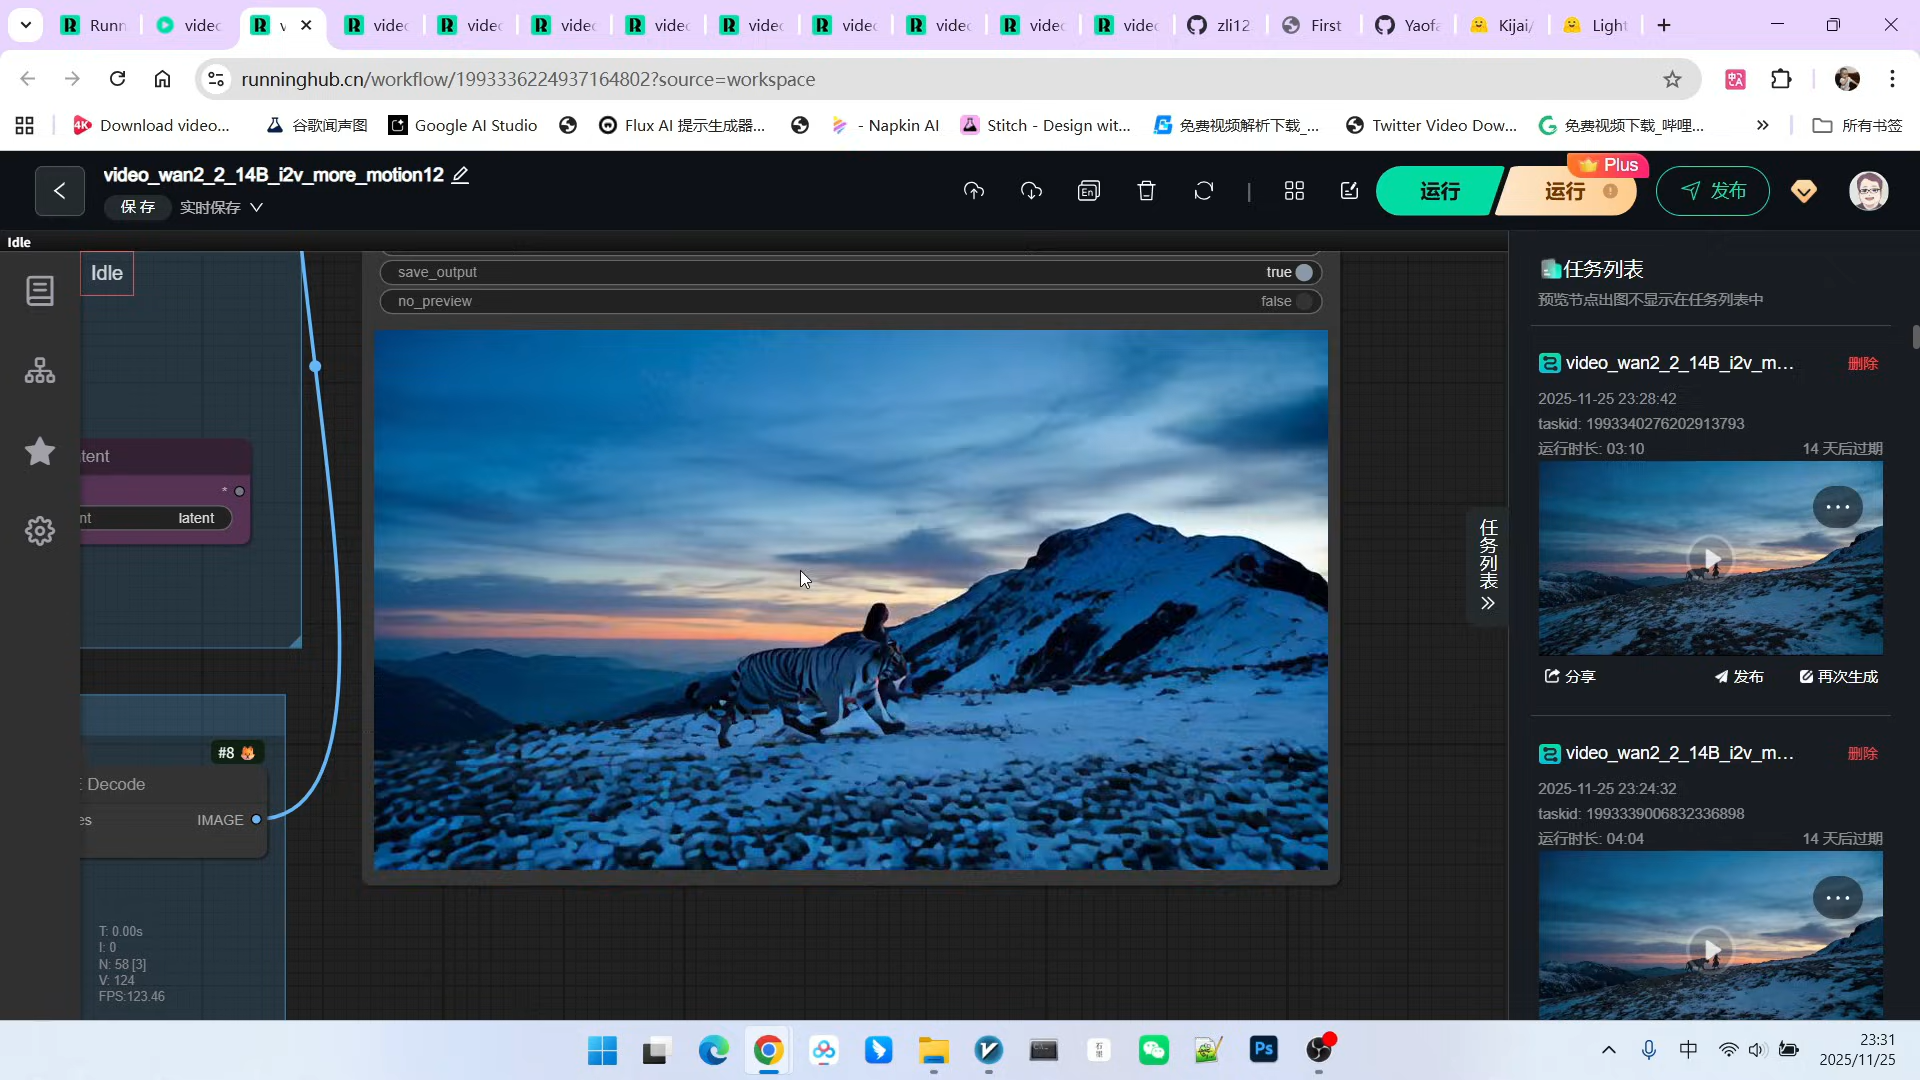 Runn
videc
v
videc
videc
videc
videc
videc
videc
videc
videc
videc
zli12
First
Yaofa
Kijai/
Light
runninghub.cn/workflow/1993336224937164802?source=workspace
Download video...
谷歌闻声图
Google AI Studio
Flux AI 提示生成器...
- Napkin AI
Stitch - Design wit...
免费视频解析下载_...
Twitter Video Dow...
免费视频下载_哔哩...
所有书签
video_wan2_2_14B_i2v_more_motion12
保存
实时保存
En
运行
运行
Plus
发布
Idle
Idle
save_output
true
no_preview
false
tent
*
nt
latent
#8
E Decode
es
IMAGE
T: 0.00s
I: 0
N: 58 [3]
V: 124
FPS:123.46
任务列表
任务列表
预览节点出图不显示在任务列表中
video_wan2_2_14B_i2v_m...
删除
2025-11-25 23:28:42
taskid: 1993340276202913793
运行时长: 03:10
14 天后过期
分享
发布
再次生成
video_wan2_2_14B_i2v_m...
删除
2025-11-25 23:24:32
taskid: 1993339006832336898
运行时长: 04:04
14 天后过期
Ps
中
23:31
2025/11/25